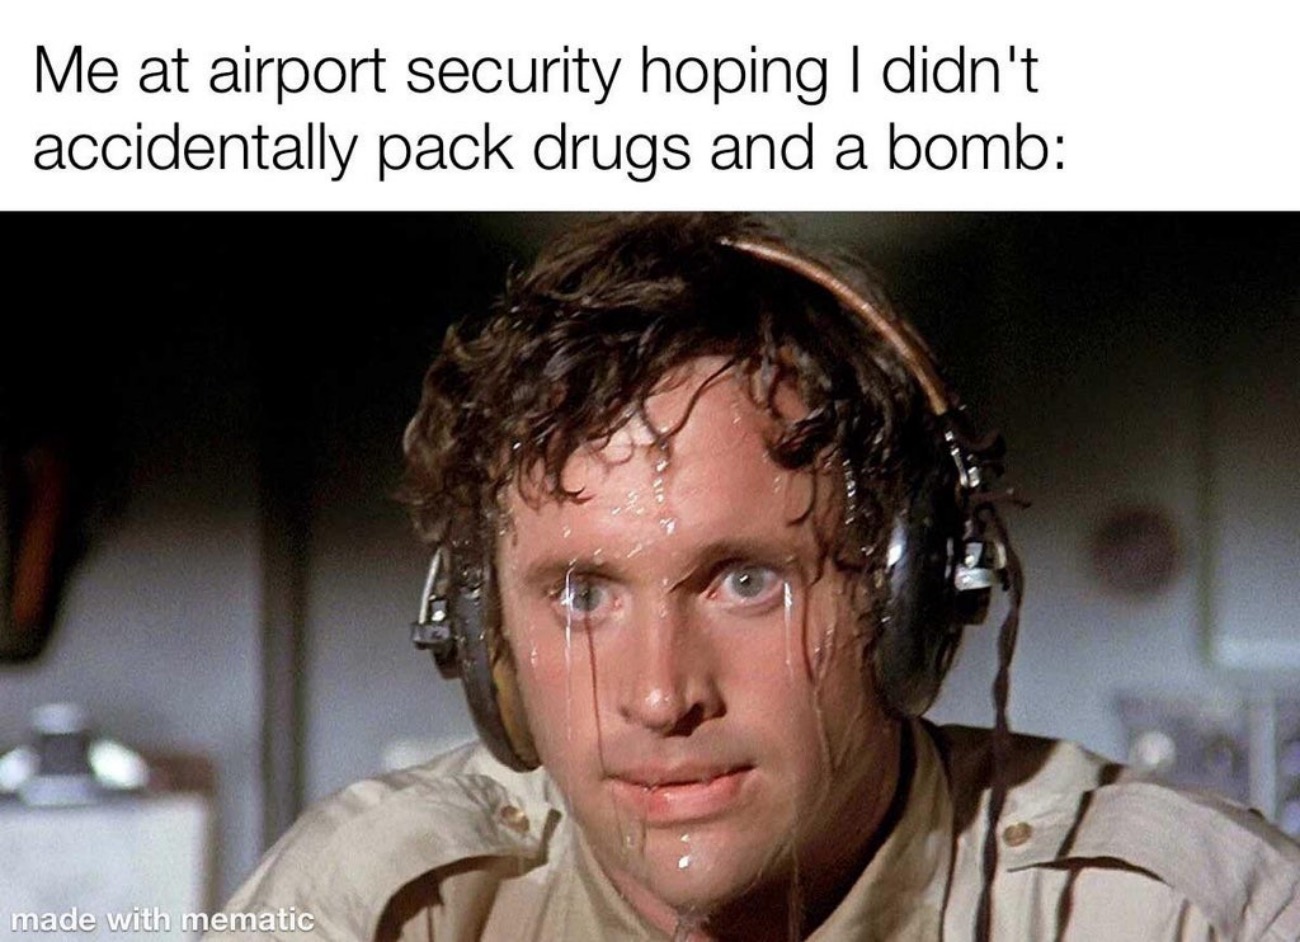 Me at airport security hoping I didn't
accidentally pack drugs and a bomb:
made with mematic